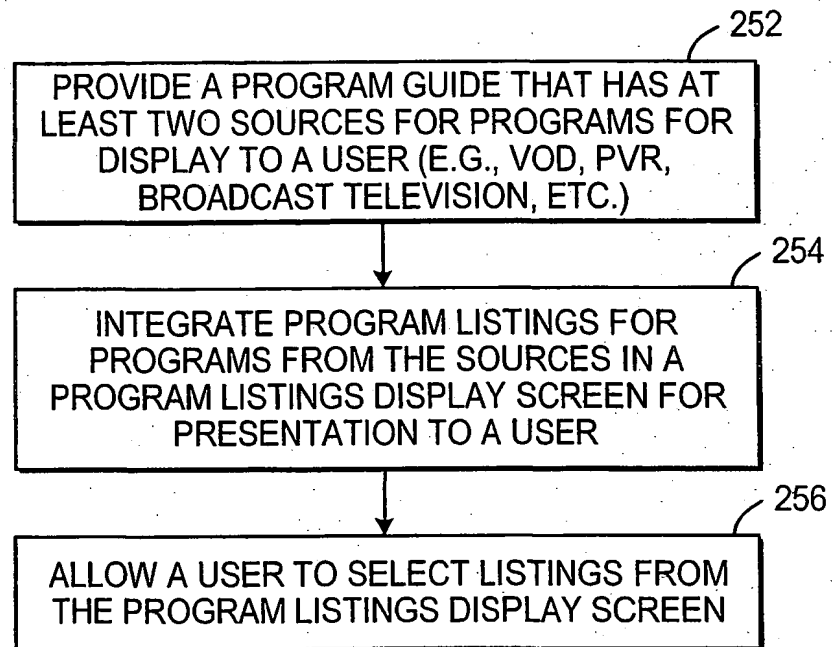 252
PROVIDE A PROGRAM GUIDE THAT HAS AT
LEAST TWO SOURCES FOR PROGRAMS FOR
DISPLAY TO A USER (E.G., VOD, PVR,
BROADCAST TELEVISION, ETC.)
254
INTEGRATE PROGRAM LISTINGS FOR
PROGRAMS FROM THE SOURCES IN A
PROGRAM LISTINGS DISPLAY SCREEN FOR
PRESENTATION TO A USER
256
ALLOW A USER TO SELECT LISTINGS FROM
THE PROGRAM LISTINGS DISPLAY SCREEN